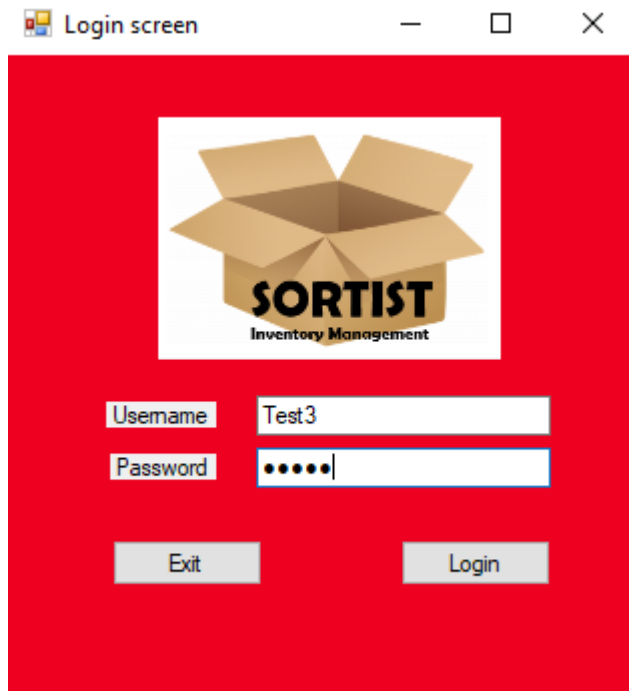 Login screen
SORTIST
Inventory Management
Username
Test3
Password
•••••
Exit
Login